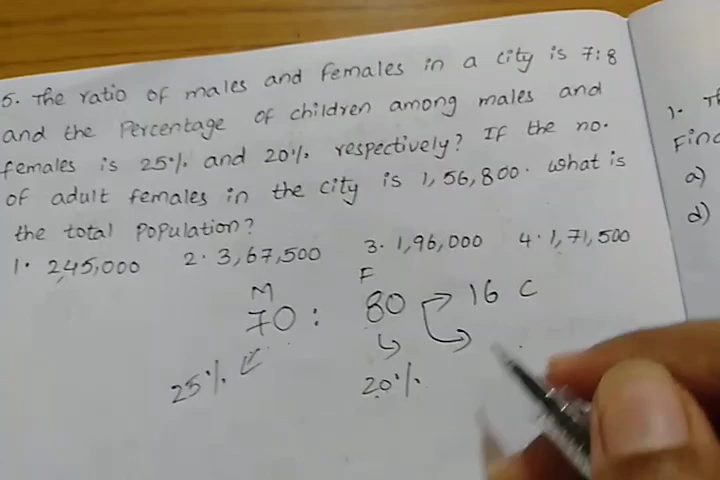 5. The ratio of males and females in a city is 7:8
and the Percentage of children among males and
females is 25% and 20% respectively? If the no.
of adult females in the city is 1,56,800. what is
the total population?
1. 245,000 2. 3,67,500 3. 1,96,000 4. 1,71,500
M F
70 : 80 16 C
25% 20%
1. Th
Find
a)
d)